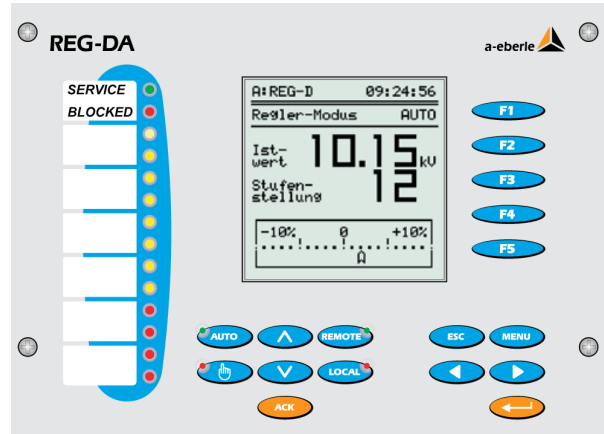 REG-DA
a-eberle
SERVICE
BLOCKED
A:REG-D 09:24:56
Regler-Modus AUTO
Ist-
wert 10.15 kV
Stufen-
stellung 12
-10% 0 +10%
F1
F2
F3
F4
F5
AUTO REMOTE ESC MENU
LOCAL
ACK